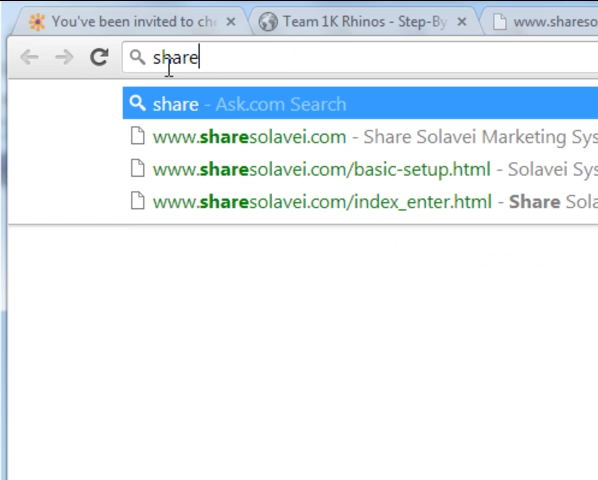 You've been invited to ch
Team 1K Rhinos - Step-By
www.shareso
share
share - Ask.com Search
www.sharesolavei.com - Share Solavei Marketing Sys
www.sharesolavei.com/basic-setup.html - Solavei Sys
www.sharesolavei.com/index_enter.html - Share Sola